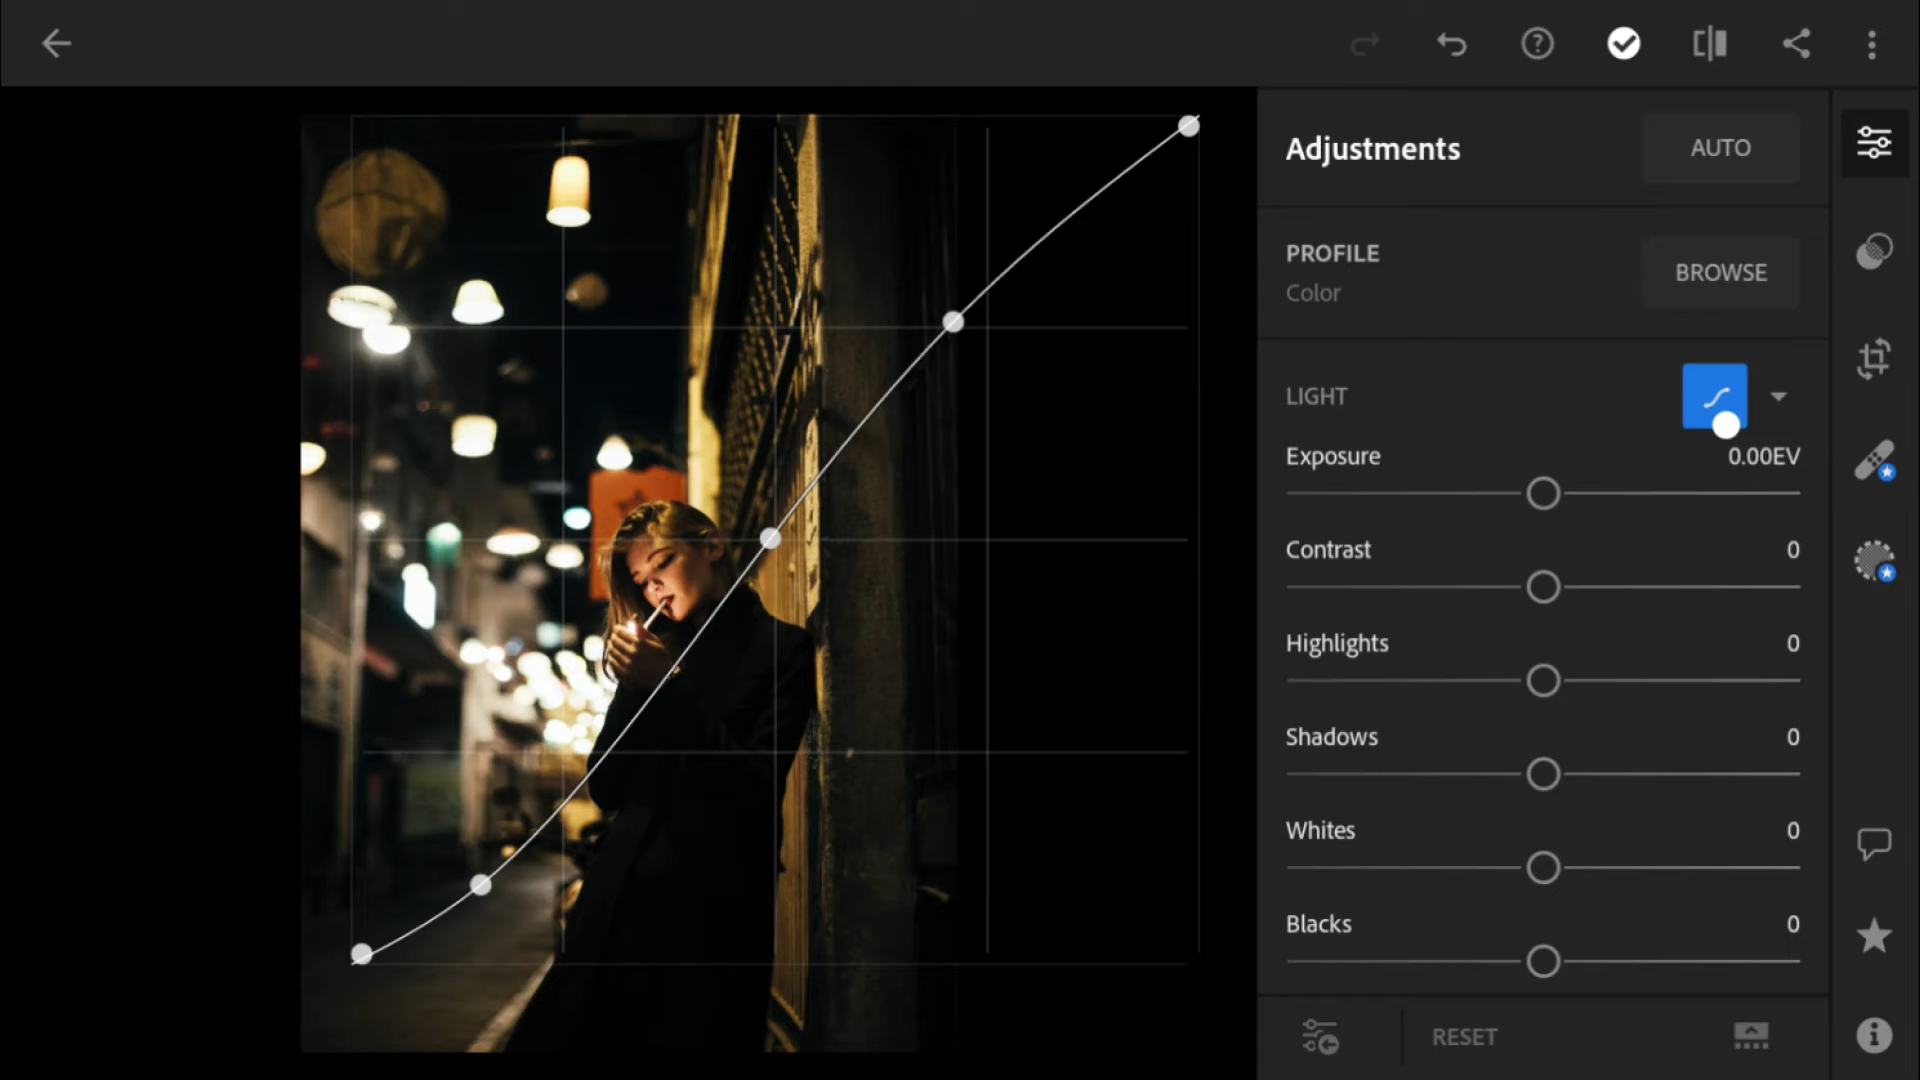 Adjustments
AUTO
PROFILE
Color
BROWSE
LIGHT
Exposure
0.00EV
Contrast
0
Highlights
0
Shadows
0
Whites
0
Blacks
0
RESET